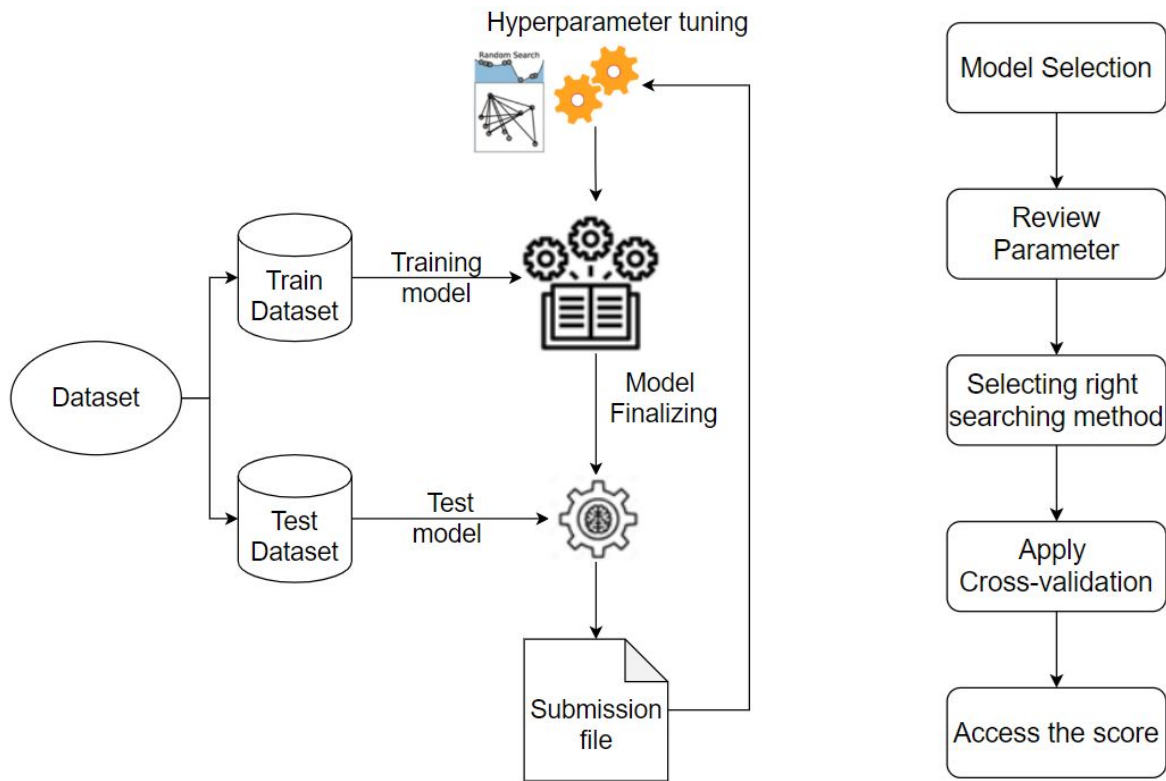 Hyperparameter tuning
Random Search
Train
Dataset
Training
model
Dataset
Model
Finalizing
Test
Dataset
Test
model
Submission
file
Model Selection
Review
Parameter
Selecting right
searching method
Apply
Cross-validation
Access the score